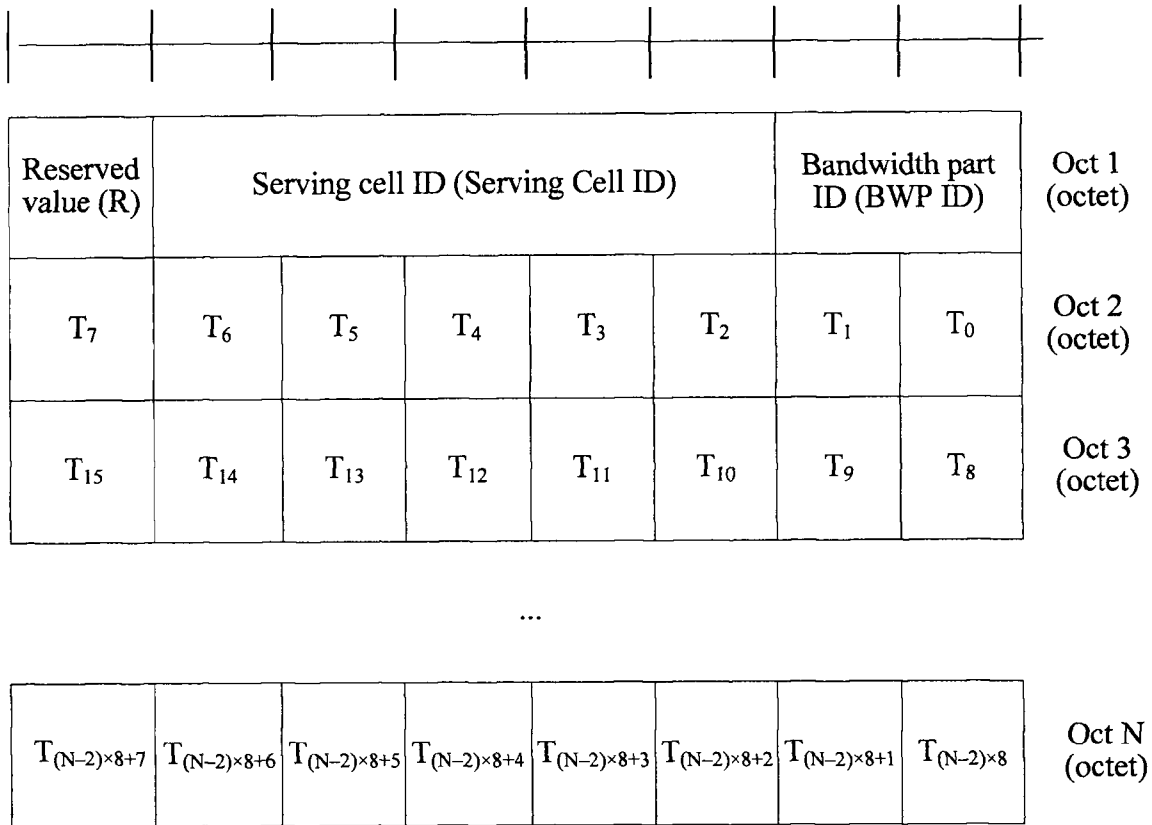 Reserved value (R) Serving cell ID (Serving Cell ID) Bandwidth part ID (BWP ID) Oct 1 (octet)
T7 T6 T5 T4 T3 T2 T1 T0 Oct 2 (octet)
T15 T14 T13 T12 T11 T10 T9 T8 Oct 3 (octet)
...
T(N–2)×8+7 T(N–2)×8+6 T(N–2)×8+5 T(N–2)×8+4 T(N–2)×8+3 T(N–2)×8+2 T(N–2)×8+1 T(N–2)×8 Oct N (octet)